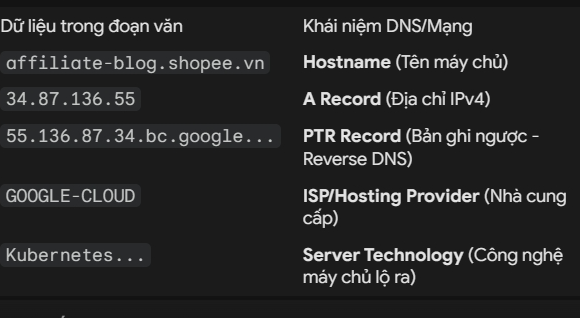 Dữ liệu trong đoạn văn Khái niệm DNS/Mạng
affiliate-blog.shopee.vn Hostname (Tên máy chủ)
34.87.136.55 A Record (Địa chỉ IPv4)
55.136.87.34.bc.google... PTR Record (Bản ghi ngược -
Reverse DNS)
GOOGLE-CLOUD ISP/Hosting Provider (Nhà cung
cấp)
Kubernetes... Server Technology (Công nghệ
máy chủ lộ ra)